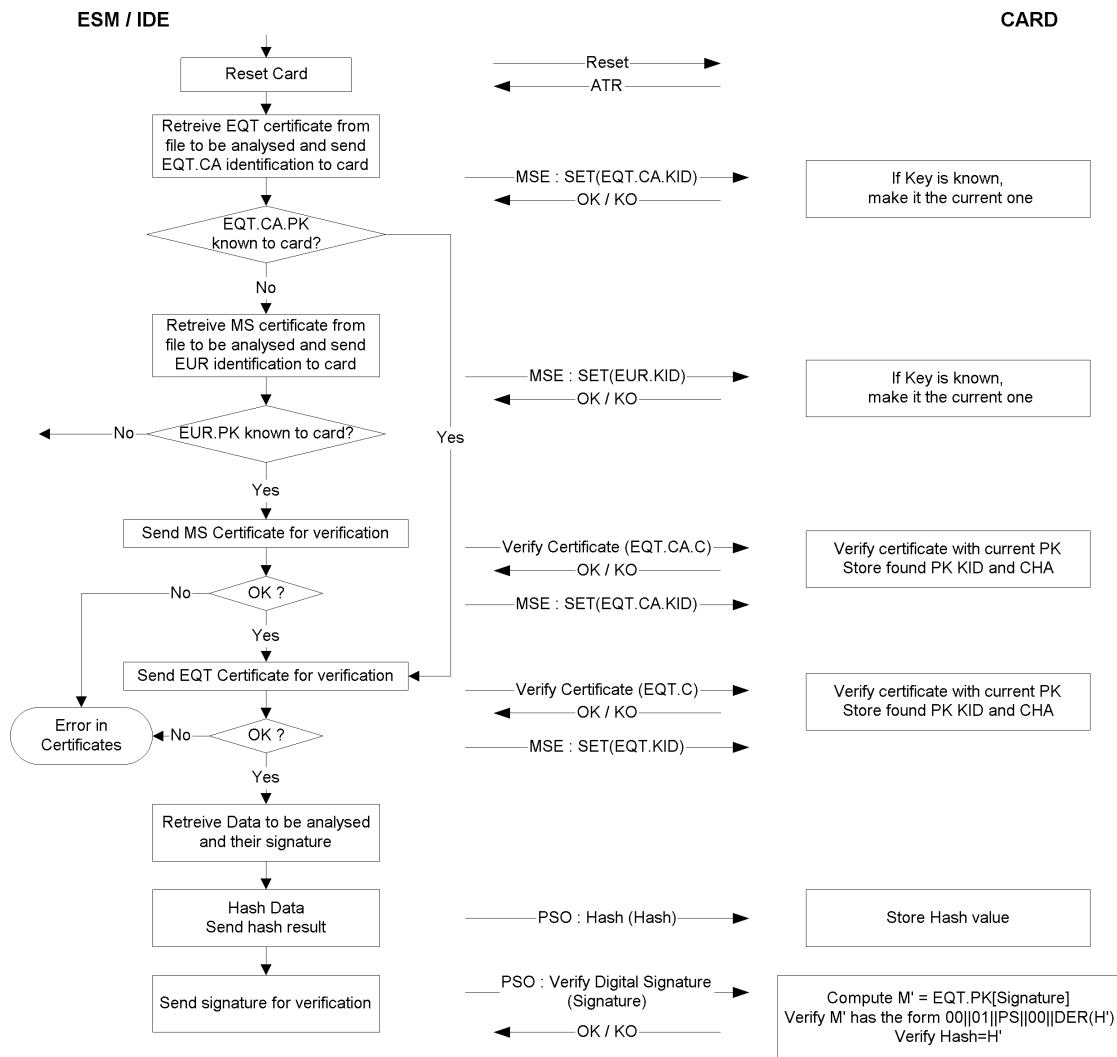 ESM / IDE
CARD
Reset Card
Reset
ATR
Retreive EQT certificate from
file to be analysed and send
EQT.CA identification to card
MSE : SET(EQT.CA.KID)
OK / KO
If Key is known,
make it the current one
EQT.CA.PK
known to card?
No
Retreive MS certificate from
file to be analysed and send
EUR identification to card
MSE : SET(EUR.KID)
OK / KO
If Key is known,
make it the current one
No
EUR.PK known to card?
Yes
Yes
Send MS Certificate for verification
Verify Certificate (EQT.CA.C)
OK / KO
Verify certificate with current PK
Store found PK KID and CHA
No
OK ?
MSE : SET(EQT.CA.KID)
Yes
Send EQT Certificate for verification
Verify Certificate (EQT.C)
OK / KO
Verify certificate with current PK
Store found PK KID and CHA
Error in
Certificates
No
OK ?
MSE : SET(EQT.KID)
Yes
Retreive Data to be analysed
and their signature
Hash Data
Send hash result
PSO : Hash (Hash)
Store Hash value
Send signature for verification
PSO : Verify Digital Signature
(Signature)
OK / KO
Compute M' = EQT.PK[Signature]
Verify M' has the form 00||01||PS||00||DER(H')
Verify Hash=H'